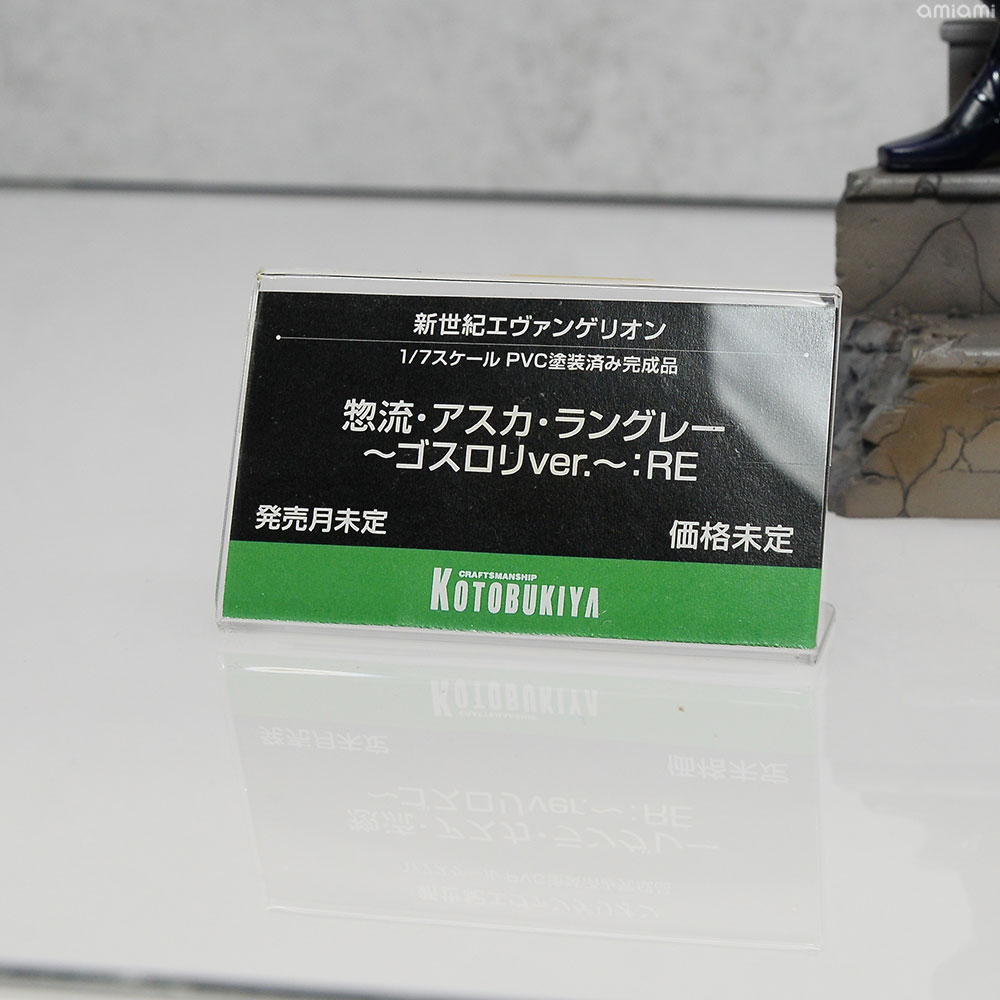 amiami
新世紀エヴァンゲリオン
1/7スケール PVC塗装済み完成品
惣流・アスカ・ラングレー
～ゴスロリver.～：RE
発売月未定
価格未定
CRAFTSMANSHIP
KOTOBUKIYA